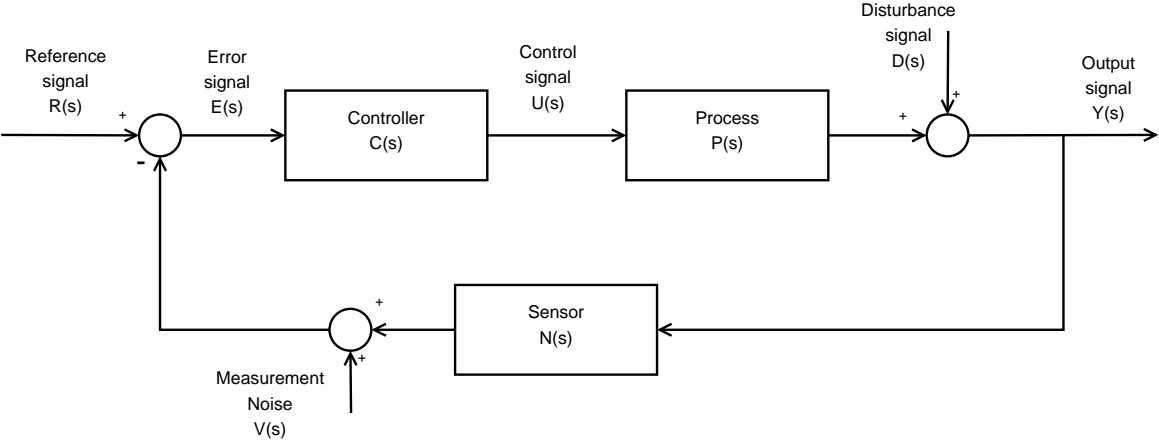 Reference
signal
R(s)
+
-
Error
signal
E(s)
Controller
C(s)
Control
signal
U(s)
Process
P(s)
Disturbance
signal
D(s)
+
+
Output
signal
Y(s)
Sensor
N(s)
+
+
Measurement
Noise
V(s)